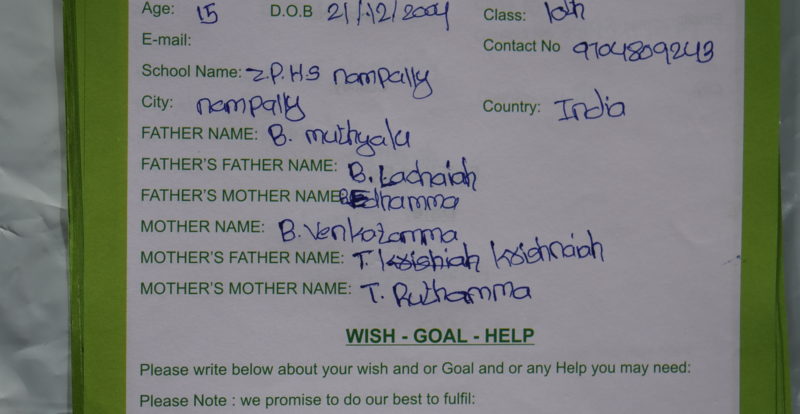 Age: 15 D.O.B 21/12/2004 Class: 10th
E-mail:
Contact No 9704809243
School Name: Z.P.H.S nampally
City: nampally Country: India
FATHER NAME: B. muthyalu
FATHER'S FATHER NAME: B. Lachaiah
FATHER'S MOTHER NAME: Edhamma
MOTHER NAME: B. Venkatamma
MOTHER'S FATHER NAME: T. Krishnaiah
MOTHER'S MOTHER NAME: T. Ruthamma
WISH - GOAL - HELP
Please write below about your wish and or Goal and or any Help you may need:
Please Note : we promise to do our best to fulfil: